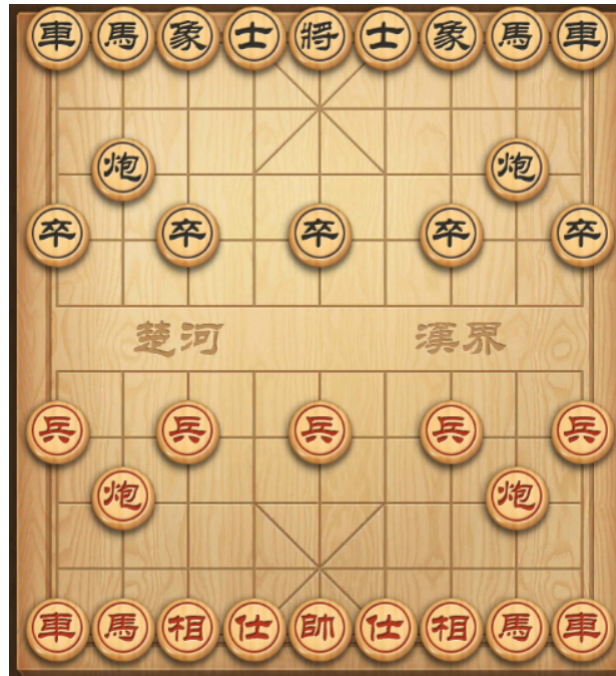 車馬象士將士象馬車
炮炮
卒卒卒卒卒
楚河 漢界
兵兵兵兵兵
炮炮
車馬相仕帥仕相馬車